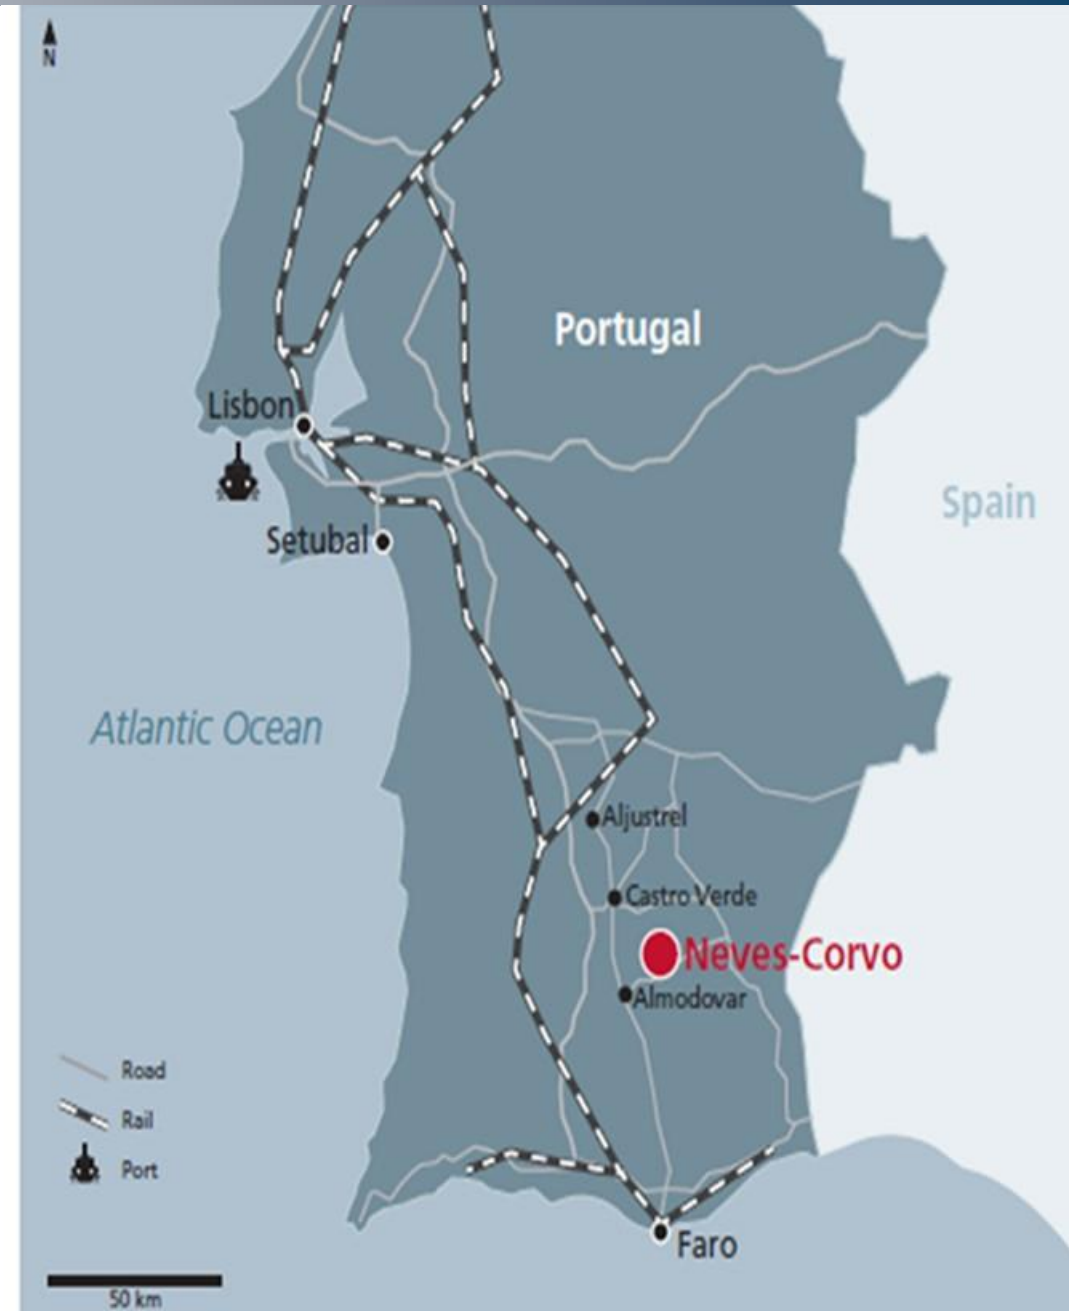 N
Portugal
Lisbon
Spain
Setubal
Atlantic Ocean
Aljustrel
Castro Verde
Neves-Corvo
Almodovar
Road
Rail
Port
Faro
50 km